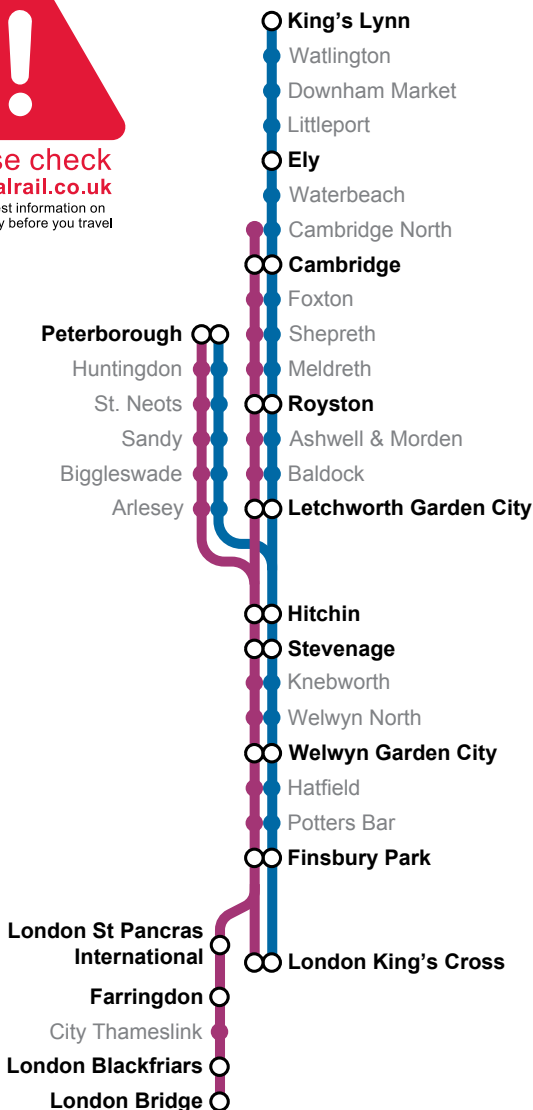 King's Lynn
Watlington
Downham Market
Littleport
Ely
Waterbeach
Cambridge North
Cambridge
Foxton
Shepreth
Meldreth
Royston
Ashwell & Morden
Baldock
Letchworth Garden City
Peterborough
Huntingdon
St. Neots
Sandy
Biggleswade
Arlesey
Hitchin
Stevenage
Knebworth
Welwyn North
Welwyn Garden City
Hatfield
Potters Bar
Finsbury Park
London St Pancras
International
London King's Cross
Farringdon
City Thameslink
London Blackfriars
London Bridge
!
check
rail.co.uk
information on
before you travel